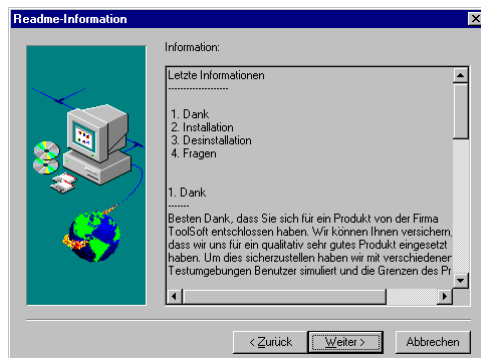 Readme-Information
Information:
Letzte Informationen
--------------------
1. Dank
2. Installation
3. Desinstallation
4. Fragen
1. Dank
-------
Besten Dank, dass Sie sich für ein Produkt von der Firma
ToolSoft entschlossen haben. Wir können Ihnen versichern,
dass wir uns für ein qualitativ sehr gutes Produkt eingesetzt
haben. Um dies sicherzustellen haben wir mit verschiedenen
Testumgebungen Benutzer simuliert und die Grenzen des Pr
< Zurück
Weiter >
Abbrechen